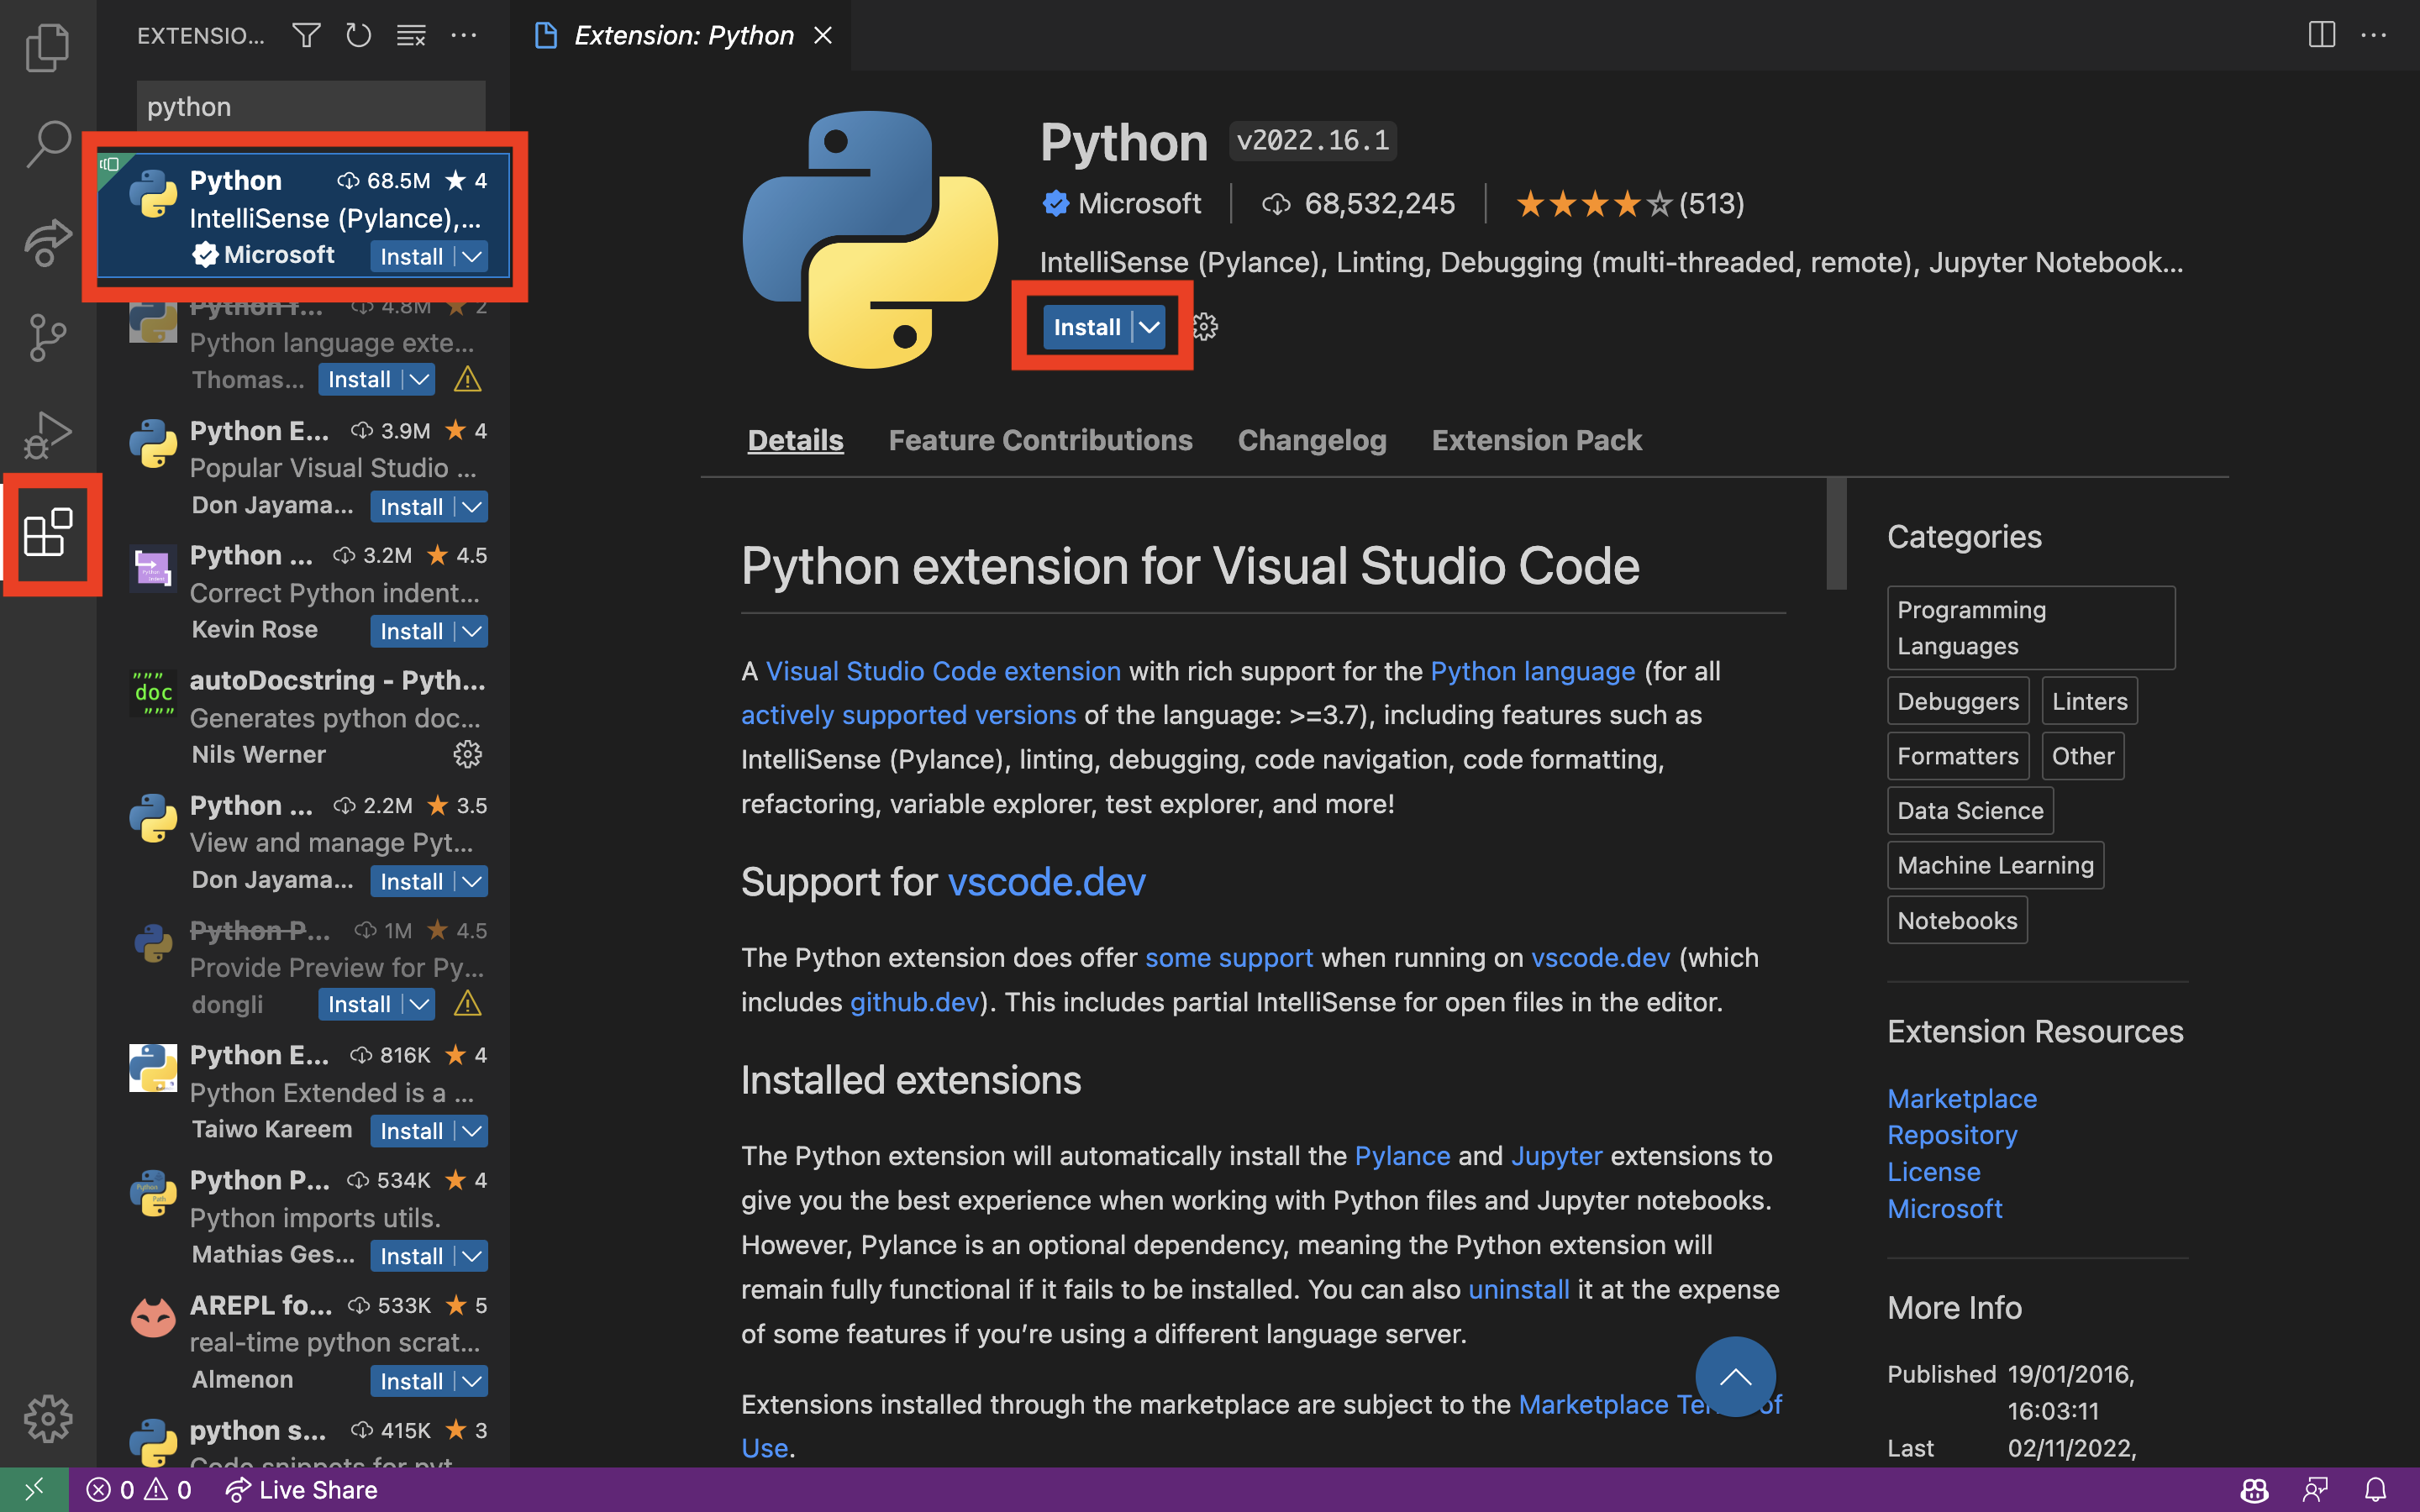 EXTENSIO...
python
Python 68.5M ★ 4
IntelliSense (Pylance),...
Microsoft Install
Python f... 4.8M ★ 2
Python language exte...
Thomas... Install
Python E... 3.9M ★ 4
Popular Visual Studio ...
Don Jayama... Install
Python ... 3.2M ★ 4.5
Correct Python indent...
Kevin Rose Install
"""
doc
"""
autoDocstring - Pyth...
Generates python doc...
Nils Werner
Python ... 2.2M ★ 3.5
View and manage Pyt...
Don Jayama... Install
Python P... 1M ★ 4.5
Provide Preview for Py...
dongli Install
Python E... 816K ★ 4
Python Extended is a ...
Taiwo Kareem Install
Python P... 534K ★ 4
Python imports utils.
Mathias Ges... Install
AREPL fo... 533K ★ 5
real-time python scrat...
Almenon Install
python s... 415K ★ 3
Code snippets for pyt
Extension: Python
Python v2022.16.1
Microsoft | 68,532,245 | ★★★★☆ (513)
IntelliSense (Pylance), Linting, Debugging (multi-threaded, remote), Jupyter Notebook...
Install
Details Feature Contributions Changelog Extension Pack
Python extension for Visual Studio Code
A Visual Studio Code extension with rich support for the Python language (for all
actively supported versions of the language: >=3.7), including features such as
IntelliSense (Pylance), linting, debugging, code navigation, code formatting,
refactoring, variable explorer, test explorer, and more!
Support for vscode.dev
The Python extension does offer some support when running on vscode.dev (which
includes github.dev). This includes partial IntelliSense for open files in the editor.
Installed extensions
The Python extension will automatically install the Pylance and Jupyter extensions to
give you the best experience when working with Python files and Jupyter notebooks.
However, Pylance is an optional dependency, meaning the Python extension will
remain fully functional if it fails to be installed. You can also uninstall it at the expense
of some features if you’re using a different language server.
Extensions installed through the marketplace are subject to the Marketplace of
Use.
Categories
Programming
Languages
Debuggers Linters
Formatters Other
Data Science
Machine Learning
Notebooks
Extension Resources
Marketplace
Repository
License
Microsoft
More Info
Published 19/01/2016,
16:03:11
Last 02/11/2022,
0 0 Live Share